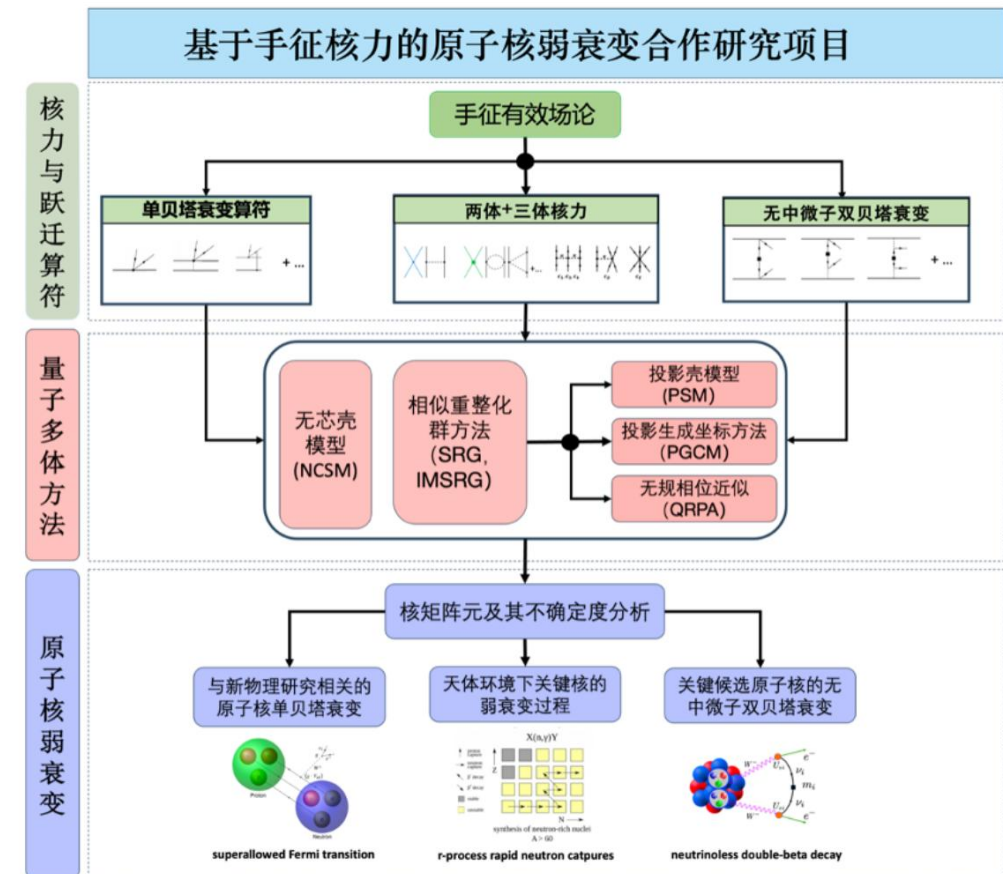 基于手征核力的原子核弱衰变合作研究项目
核力与跃迁算符
手征有效场论
单贝塔衰变算符
+ ...
两体+三体核力
+...
无中微子双贝塔衰变
+ ...
量子多体方法
无芯壳
模型
(NCSM)
相似重整化
群方法
(SRG,
IMSRG)
投影壳模型
(PSM)
投影生成坐标方法
(PGCM)
无规相位近似
(QRPA)
原子核弱衰变
核矩阵元及其不确定度分析
与新物理研究相关的
原子核单贝塔衰变
天体环境下关键核的
弱衰变过程
关键候选原子核的无
中微子双贝塔衰变
Proton
Neutron
superallowed Fermi transition
X(n,γ)Y
Z
N
synthesis of neutron-rich nuclei
A > 60
r-process rapid neutron catpures
W⁻
e⁻
νᵢ
mᵢ
νᵢ
W⁻
e⁻
neutrinoless double-beta decay